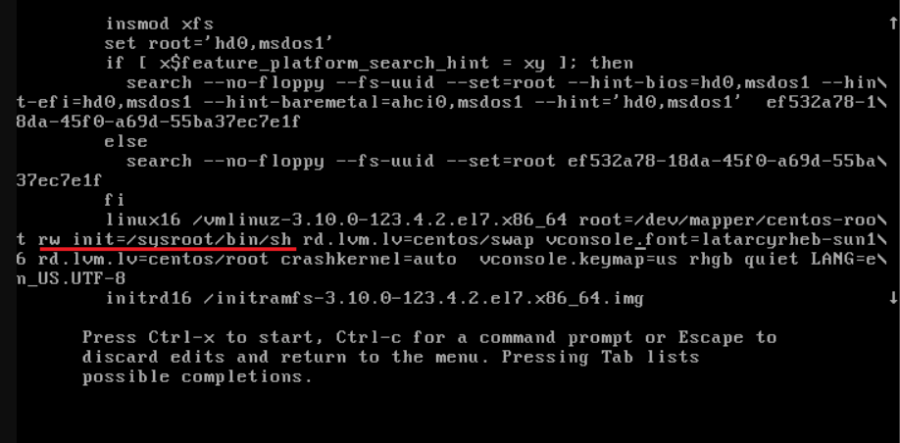 insmod xfs
set root='hd0,msdos1'
if [ x$feature_platform_search_hint = xy ]; then
search --no-floppy --fs-uuid --set=root --hint-bios=hd0,msdos1 --hin\
t-efi=hd0,msdos1 --hint-baremetal=ahci0,msdos1 --hint='hd0,msdos1'  ef532a78-1\
8da-45f0-a69d-55ba37ec7e1f
else
search --no-floppy --fs-uuid --set=root ef532a78-18da-45f0-a69d-55ba\
37ec7e1f
fi
linux16 /vmlinuz-3.10.0-123.4.2.el7.x86_64 root=/dev/mapper/centos-roo\
t rw init=/sysroot/bin/sh rd.lvm.lv=centos/swap vconsole.font=latarcyrheb-sun1\
6 rd.lvm.lv=centos/root crashkernel=auto  vconsole.keymap=us rhgb quiet LANG=e\
n_US.UTF-8
initrd16 /initramfs-3.10.0-123.4.2.el7.x86_64.img
Press Ctrl-x to start, Ctrl-c for a command prompt or Escape to
discard edits and return to the menu. Pressing Tab lists
possible completions.